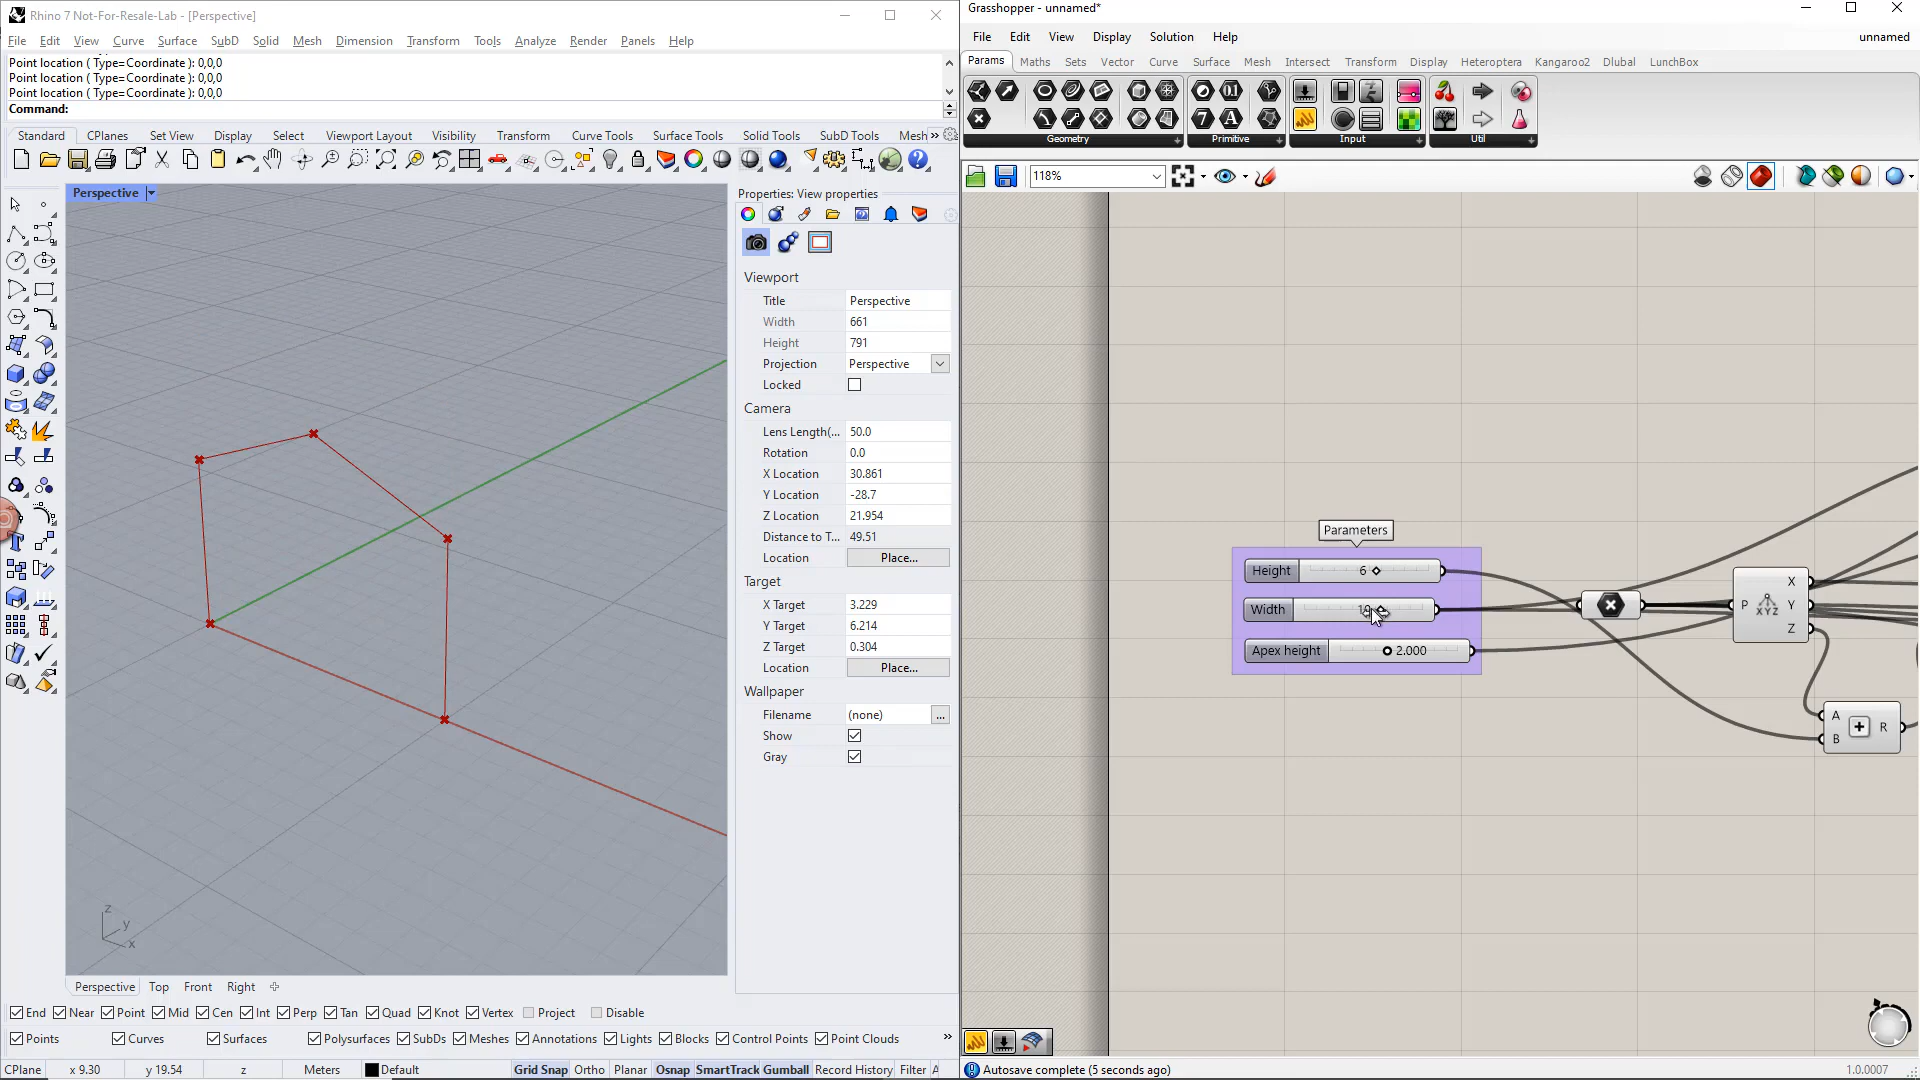 Rhino 7 Not-For-Resale-Lab - [Perspective]
File Edit View Curve Surface SubD Solid Mesh Dimension Transform Tools Analyze Render Panels Help
Point location ( Type=Coordinate ): 0,0,0
Point location ( Type=Coordinate ): 0,0,0
Point location ( Type=Coordinate ): 0,0,0
Command:
Standard CPlanes Set View Display Select Viewport Layout Visibility Transform Curve Tools Surface Tools Solid Tools SubD Tools Mesh »
Perspective
z
y
x
Perspective Top Front Right
Properties: View properties
Viewport
Title Perspective
Width 661
Height 791
Projection Perspective
Locked
Camera
Lens Length(... 50.0
Rotation 0.0
X Location 30.861
Y Location -28.7
Z Location 21.954
Distance to T... 49.51
Location Place...
Target
X Target 3.229
Y Target 6.214
Z Target 0.304
Location Place...
Wallpaper
Filename (none) ...
Show
Gray
End Near Point Mid Cen Int Perp Tan Quad Knot Vertex Project Disable
Points Curves Surfaces Polysurfaces SubDs Meshes Annotations Lights Blocks Control Points Point Clouds »
CPlane x 9.30 y 19.54 z Meters Default Grid Snap Ortho Planar Osnap SmartTrack Gumball Record History Filter A
Grasshopper - unnamed*
File Edit View Display Solution Help unnamed
Params Maths Sets Vector Curve Surface Mesh Intersect Transform Display Heteroptera Kangaroo2 Dlubal LunchBox
Geometry Primitive Input Util
118%
Parameters
Height 6
Width
Apex height 2.000
P XYZ X Y Z
A B R
Autosave complete (5 seconds ago) 1.0.0007